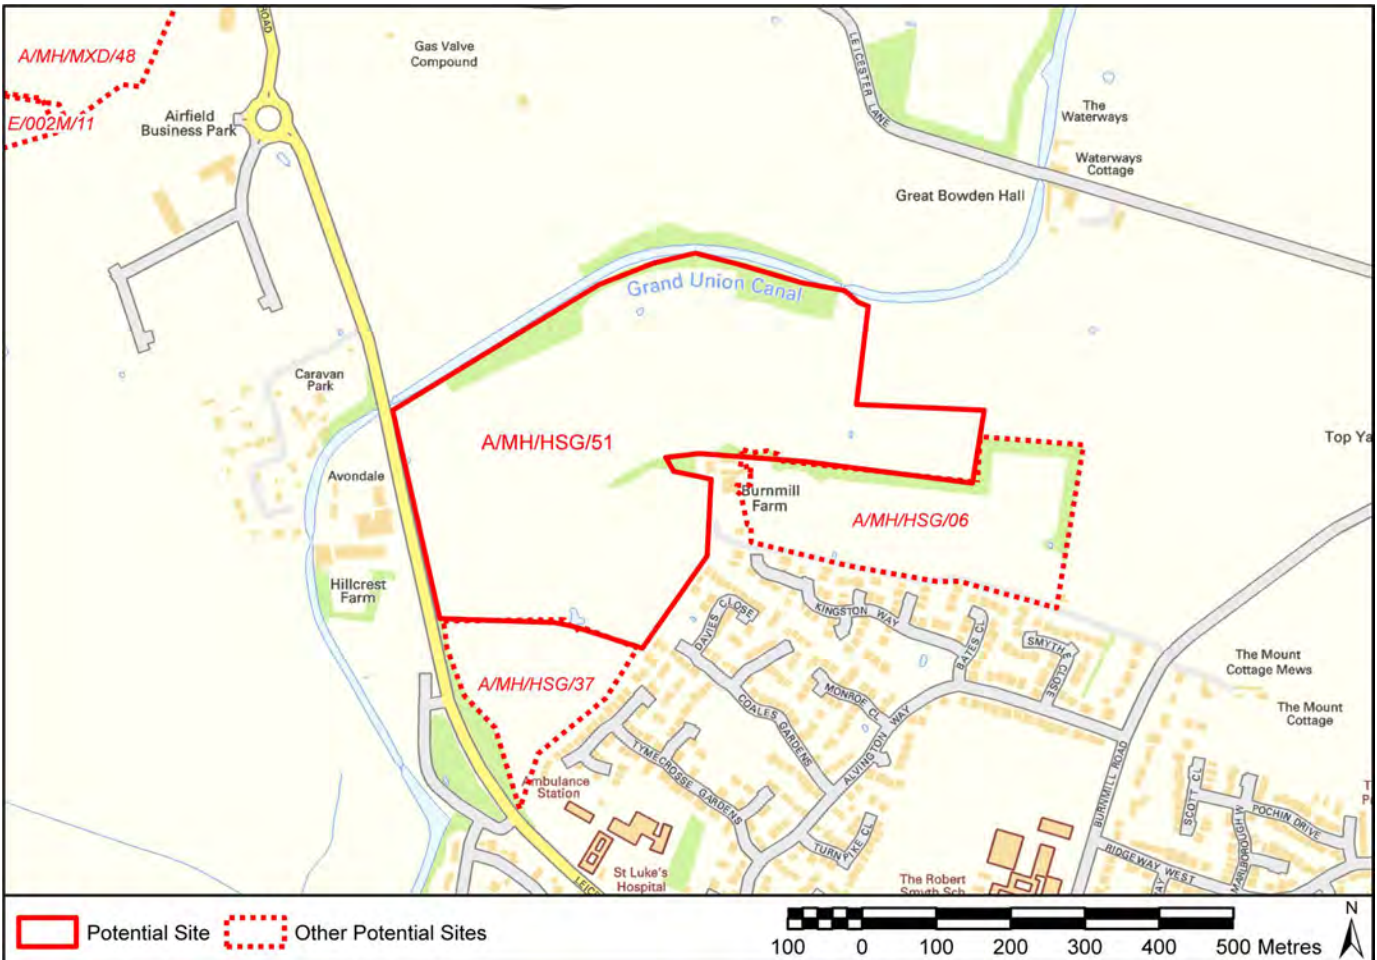 ROAD
A/MH/MXD/48
Gas Valve
Compound
LEICESTER LANE
E/002M/11
Airfield
Business Park
The
Waterways
Waterways
Cottage
Great Bowden Hall
Grand Union Canal
Caravan
Park
A/MH/HSG/51
Top Ya
Avondale
Burnmill
Farm
A/MH/HSG/06
Hillcrest
Farm
DAVIES CLOSE
KINGSTON WAY
BATES CL
SMYTHE CLOSE
The Mount
Cottage Mews
A/MH/HSG/37
MONROE CL
The Mount
Cottage
COALES GARDENS
ALVINGTON WAY
TYMECROSSE GARDENS
BURNMILL ROAD
Ambulance
Station
SCOTT CL
POCHIN DRIVE
MARLBOROUGH W
TURNPIKE CL
RIDGEWAY WEST
St Luke's
Hospital
The Robert
Smyth Sch
LEICE
Potential Site
Other Potential Sites
100 0 100 200 300 400 500 Metres
N